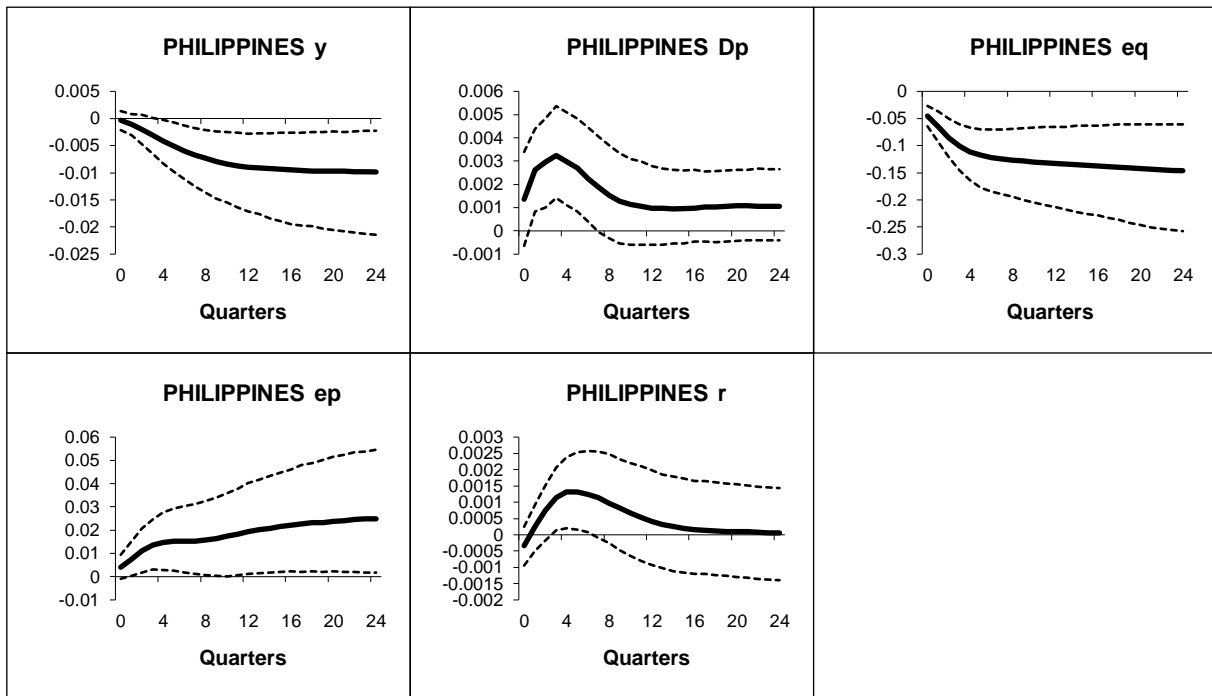 PHILIPPINES y
0.005
0
-0.005
-0.01
-0.015
-0.02
-0.025
0 4 8 12 16 20 24
Quarters
PHILIPPINES Dp
0.006
0.005
0.004
0.003
0.002
0.001
0
-0.001
0 4 8 12 16 20 24
Quarters
PHILIPPINES eq
0
-0.05
-0.1
-0.15
-0.2
-0.25
-0.3
0 4 8 12 16 20 24
Quarters
PHILIPPINES ep
0.06
0.05
0.04
0.03
0.02
0.01
0
-0.01
0 4 8 12 16 20 24
Quarters
PHILIPPINES r
0.003
0.0025
0.002
0.0015
0.001
0.0005
0
-0.0005
-0.001
-0.0015
-0.002
0 4 8 12 16 20 24
Quarters